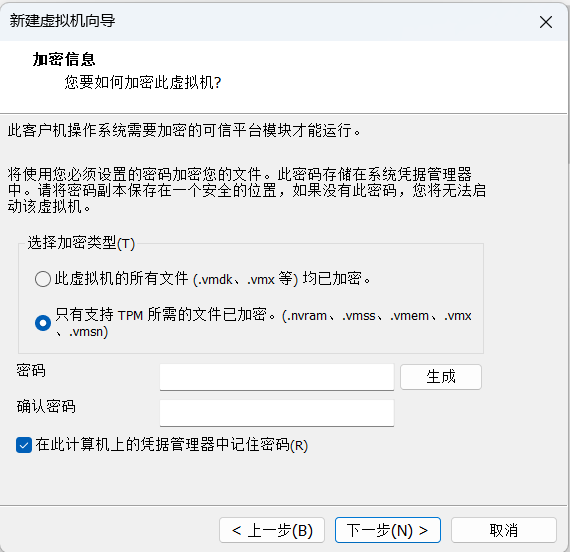 新建虚拟机向导
加密信息
您要如何加密此虚拟机?
此客户机操作系统需要加密的可信平台模块才能运行。
将使用您必须设置的密码加密您的文件。此密码存储在系统凭据管理器
中。请将密码副本保存在一个安全的位置，如果没有此密码，您将无法启
动该虚拟机。
选择加密类型(T)
此虚拟机的所有文件 (.vmdk、.vmx 等) 均已加密。
只有支持 TPM 所需的文件已加密。(.nvram、.vmss、.vmem、.vmx
、.vmsn)
密码
生成
确认密码
在此计算机上的凭据管理器中记住密码(R)
< 上一步(B)
下一步(N) >
取消